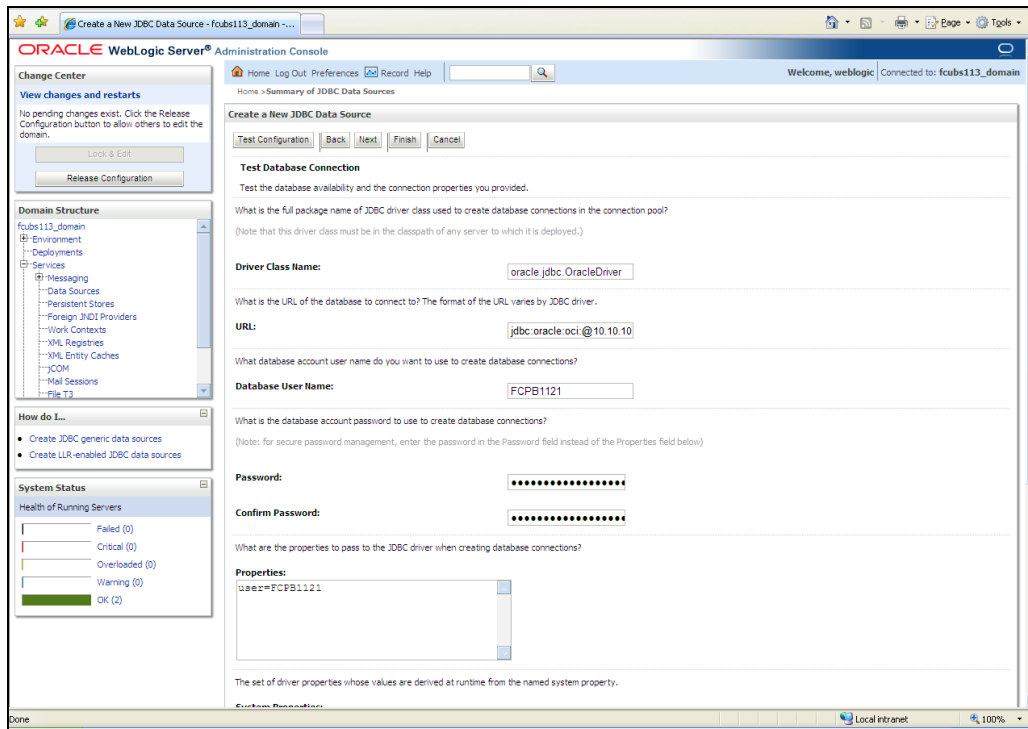 Create a New JDBC Data Source - fcubs113_domain -...
Page
Tools
ORACLE WebLogic Server® Administration Console
Change Center
View changes and restarts
No pending changes exist. Click the Release
Configuration button to allow others to edit the
domain.
Lock & Edit
Release Configuration
Domain Structure
fcubs113_domain
Environment
Deployments
Services
Messaging
Data Sources
Persistent Stores
Foreign JNDI Providers
Work Contexts
XML Registries
XML Entity Caches
jCOM
Mail Sessions
File T3
How do I...
Create JDBC generic data sources
Create LLR-enabled JDBC data sources
System Status
Health of Running Servers
Failed (0)
Critical (0)
Overloaded (0)
Warning (0)
OK (2)
Home Log Out Preferences Record Help
Welcome, weblogic Connected to: fcubs113_domain
Home >Summary of JDBC Data Sources
Create a New JDBC Data Source
Test Configuration Back Next Finish Cancel
Test Database Connection
Test the database availability and the connection properties you provided.
What is the full package name of JDBC driver class used to create database connections in the connection pool?
(Note that this driver class must be in the classpath of any server to which it is deployed.)
Driver Class Name: oracle.jdbc.OracleDriver
What is the URL of the database to connect to? The format of the URL varies by JDBC driver.
URL: jdbc:oracle:oci:@10.10.10
What database account user name do you want to use to create database connections?
Database User Name: FCPB1121
What is the database account password to use to create database connections?
(Note: for secure password management, enter the password in the Password field instead of the Properties field below)
Password:
Confirm Password:
What are the properties to pass to the JDBC driver when creating database connections?
Properties:
user=FCPB1121
The set of driver properties whose values are derived at runtime from the named system property.
System Properties:
Done
Local intranet
100%